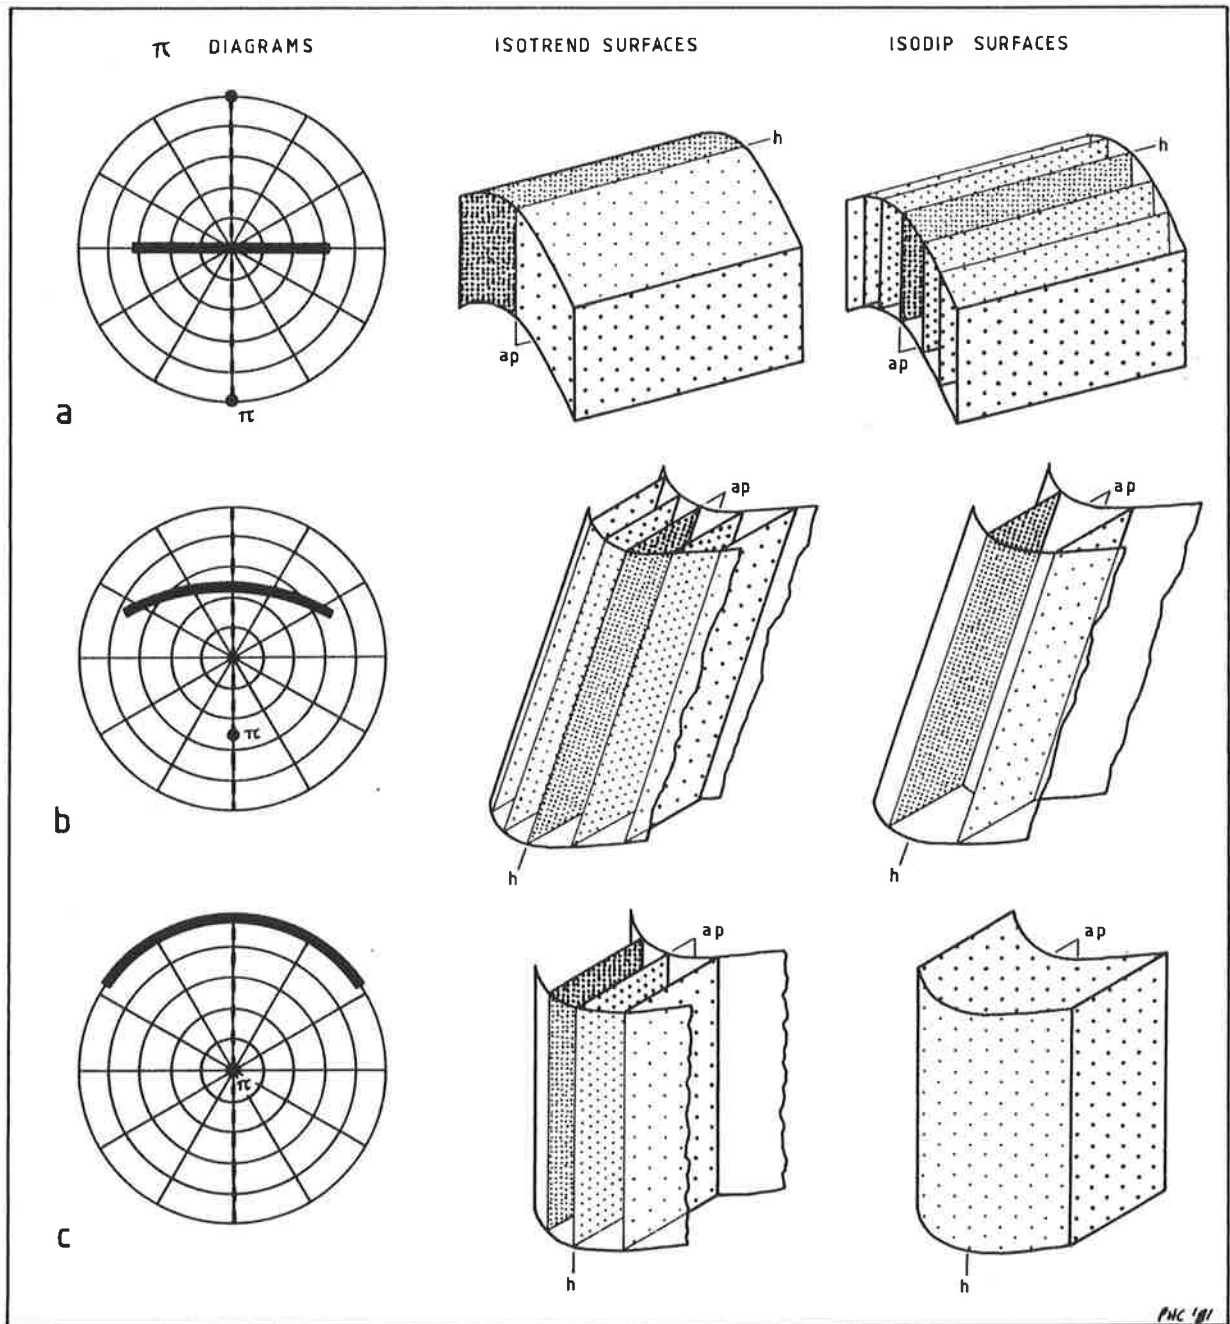 π DIAGRAMS
ISOTREND SURFACES
ISODIP SURFACES
h
h
ap
ap
π
a
ap
ap
π
b
h
h
ap
ap
π
c
h
h
PHC '81